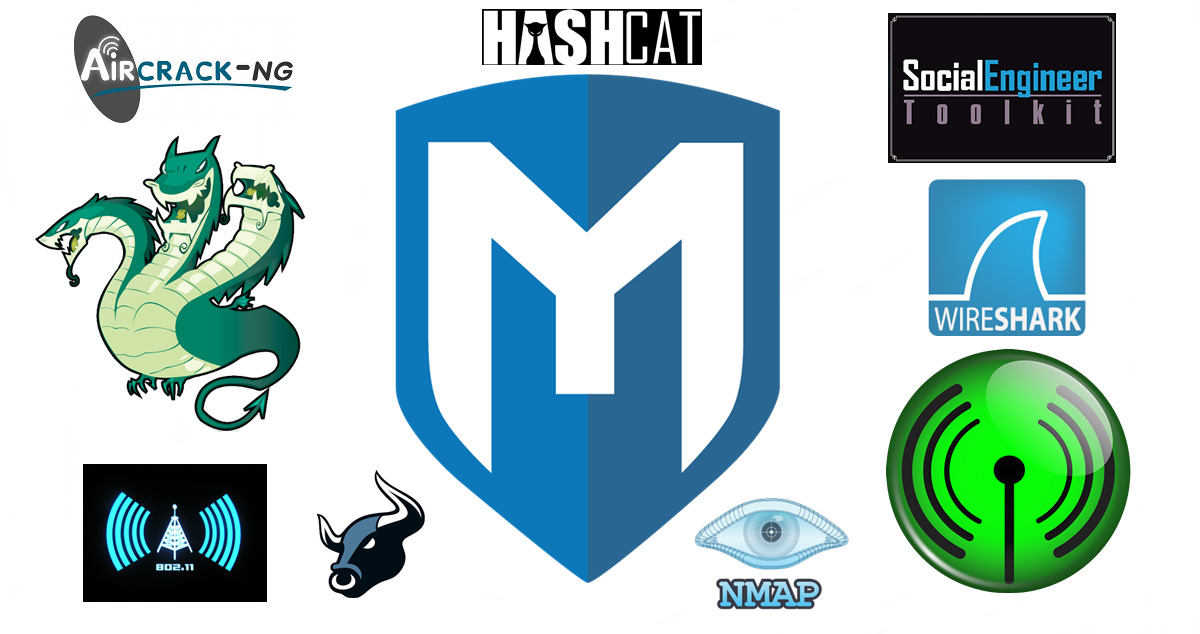 HASHCAT
AIRCRACK-NG
SocialEngineer
Toolkit
WIRESHARK
M
802.11
NMAP